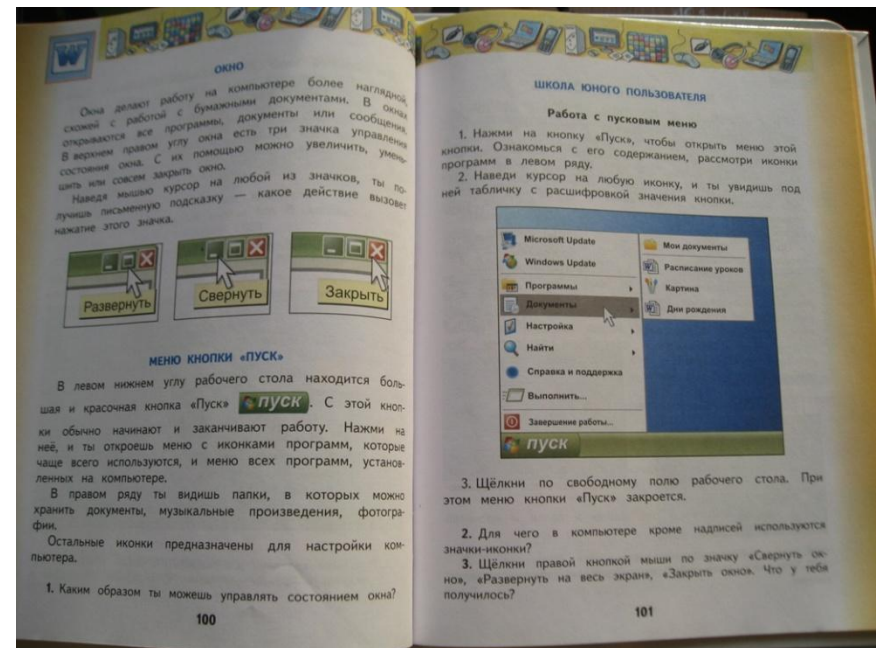 ОКНО
Окна делают работу на компьютере более наглядной,
схожей с работой с бумажными документами. В окнах
открываются все программы, документы или сообщения.
В верхнем правом углу окна есть три значка управления
состояния окна. С их помощью можно увеличить, умень-
шить или совсем закрыть окно.
Наведя мышью курсор на любой из значков, ты по-
лучишь письменную подсказку — какое действие вызовет
нажатие этого значка.
Развернуть
Свернуть
Закрыть
МЕНЮ КНОПКИ «ПУСК»
В левом нижнем углу рабочего стола находится боль-
шая и красочная кнопка «Пуск» пуск . С этой кноп-
ки обычно начинают и заканчивают работу. Нажми на
неё, и ты откроешь меню с иконками программ, которые
чаще всего используются, и меню всех программ, установ-
ленных на компьютере.
В правом ряду ты видишь папки, в которых можно
хранить документы, музыкальные произведения, фотогра-
фии.
Остальные иконки предназначены для настройки ком-
пьютера.
1. Каким образом ты можешь управлять состоянием окна?
100
ШКОЛА ЮНОГО ПОЛЬЗОВАТЕЛЯ
Работа с пусковым меню
1. Нажми на кнопку «Пуск», чтобы открыть меню этой
кнопки. Ознакомься с его содержанием, рассмотри иконки
программ в левом ряду.
2. Наведи курсор на любую иконку, и ты увидишь под
ней табличку с расшифровкой значения кнопки.
Microsoft Update
Windows Update
Программы
Документы
Настройка
Найти
Справка и поддержка
Выполнить...
Завершение работы...
пуск
Мои документы
Расписание уроков
Картина
Дни рождения
3. Щёлкни по свободному полю рабочего стола. При
этом меню кнопки «Пуск» закроется.
2. Для чего в компьютере кроме надписей используются
значки-иконки?
3. Щёлкни правой кнопкой мыши по значку «Свернуть ок-
но», «Развернуть на весь экран», «Закрыть окно». Что у тебя
получилось?
101
W